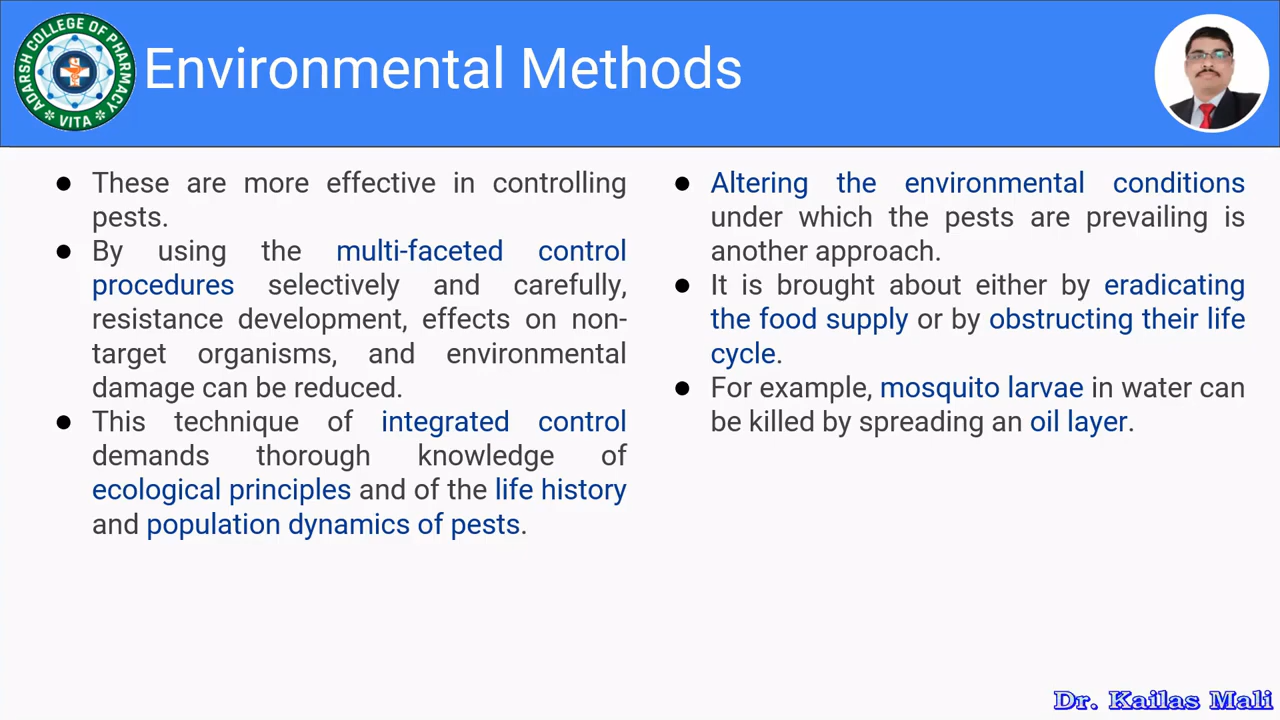 ADARSH COLLEGE OF PHARMACY
VITA
Environmental Methods
● These are more effective in controlling
pests.
● By using the multi-faceted control
procedures selectively and carefully,
resistance development, effects on non-
target organisms, and environmental
damage can be reduced.
● This technique of integrated control
demands thorough knowledge of
ecological principles and of the life history
and population dynamics of pests.
● Altering the environmental conditions
under which the pests are prevailing is
another approach.
● It is brought about either by eradicating
the food supply or by obstructing their life
cycle.
● For example, mosquito larvae in water can
be killed by spreading an oil layer.
Dr. Kailas Mali